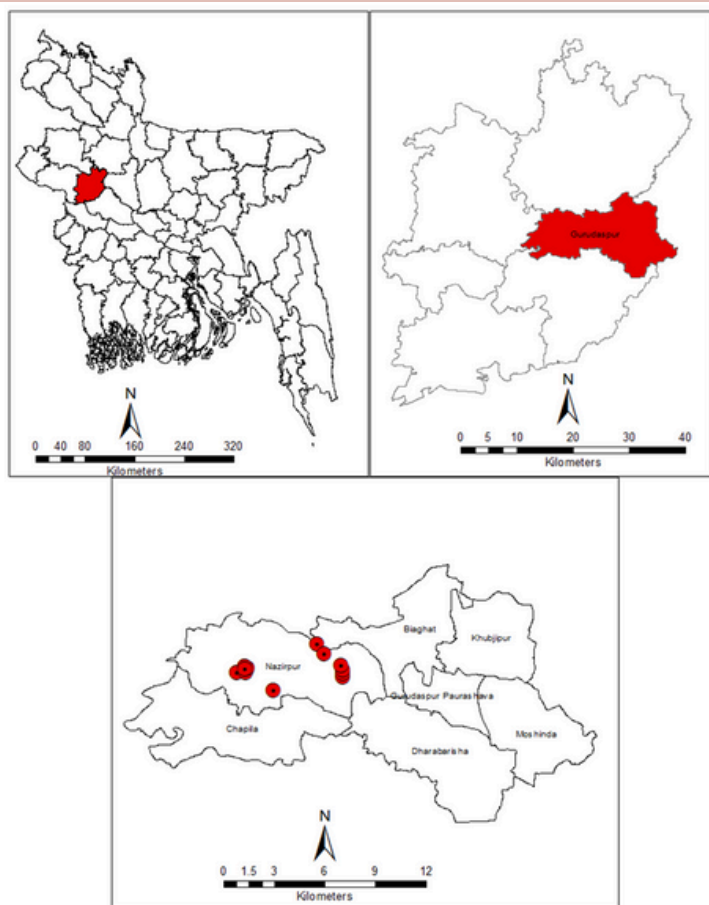 N
0 40 80 160 240 320
Kilometers
Gurudaspur
N
0 5 10 20 30 40
Kilometers
Biaghat
Khubjipur
Nazirpur
Gurudaspur Paurashava
Chapila
Moshinda
Dharabarisha
N
0 1.5 3 6 9 12
Kilometers